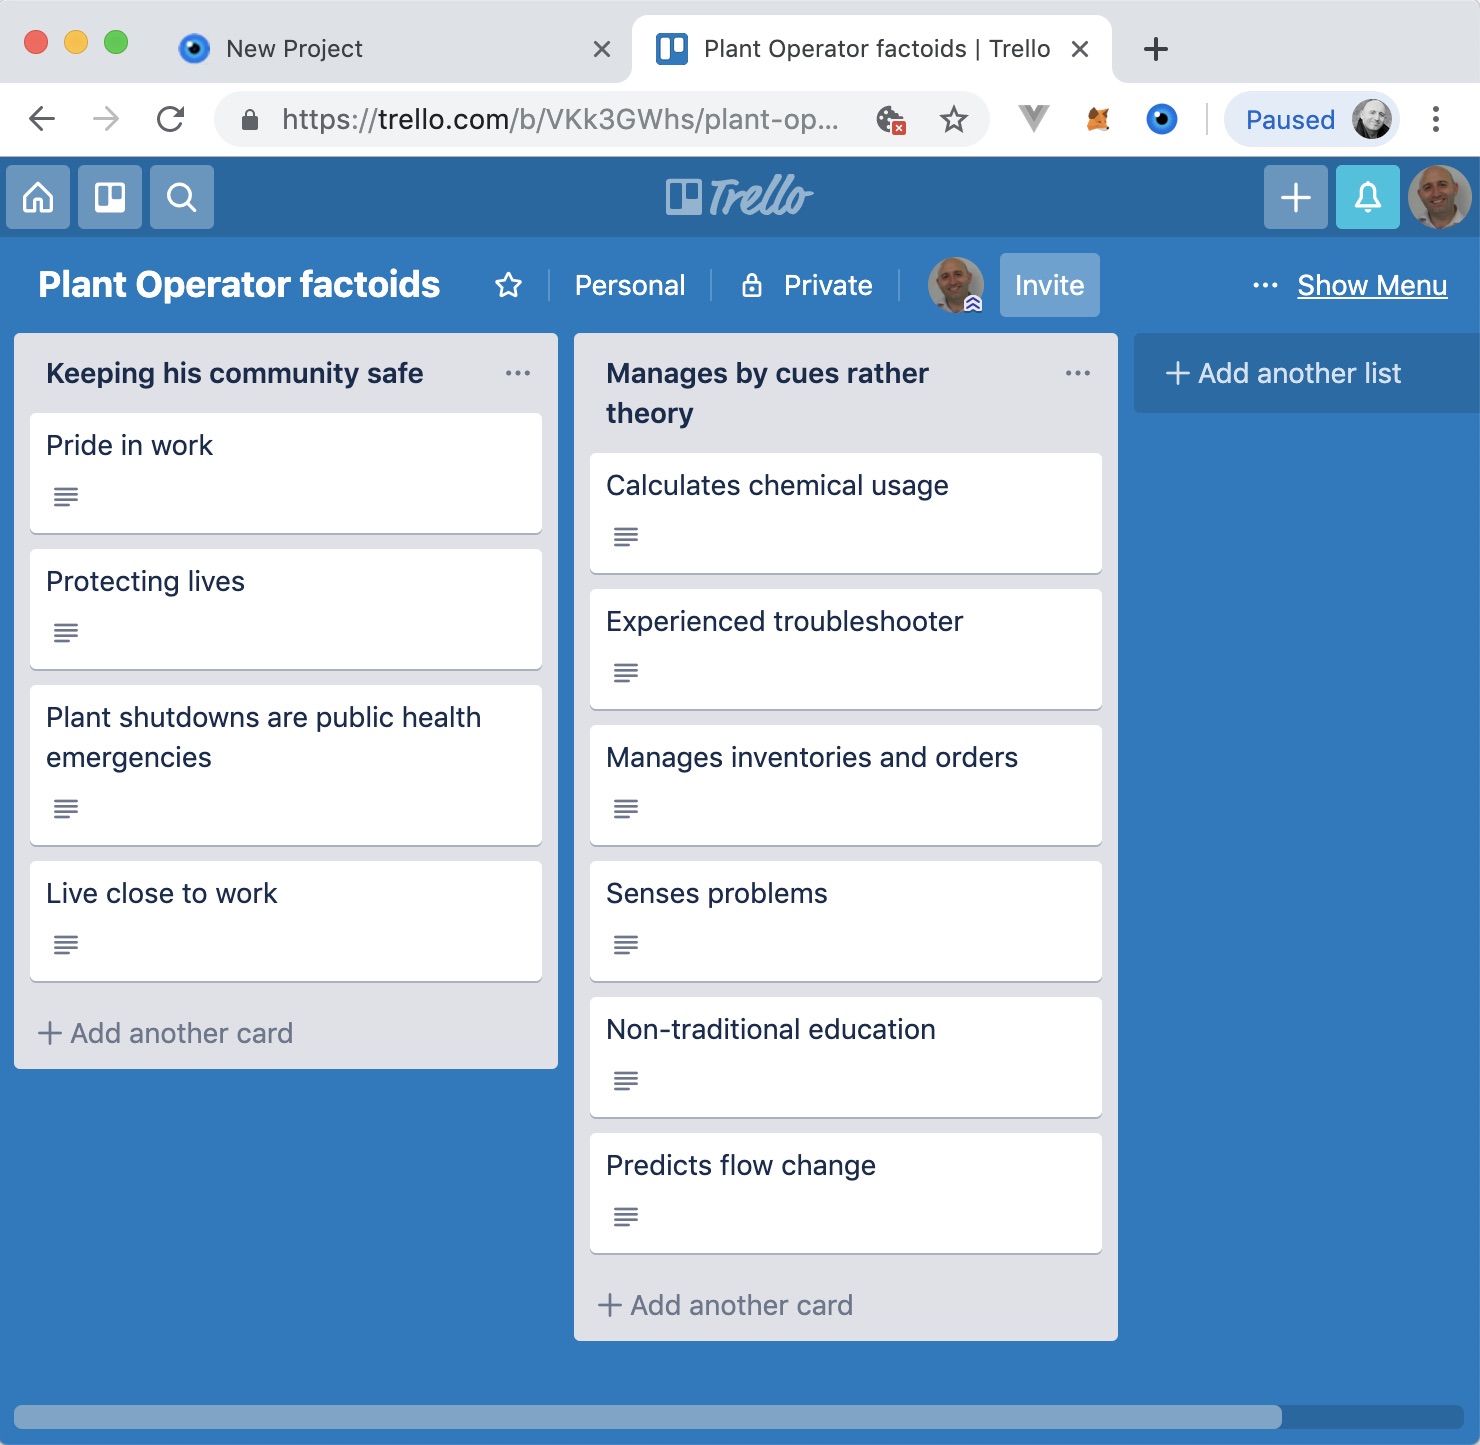 New Project
Plant Operator factoids | Trello
https://trello.com/b/VKk3GWhs/plant-op...
Paused
Trello
Plant Operator factoids
Personal
Private
Invite
... Show Menu
Keeping his community safe
Pride in work
Protecting lives
Plant shutdowns are public health
emergencies
Live close to work
+ Add another card
Manages by cues rather
theory
Calculates chemical usage
Experienced troubleshooter
Manages inventories and orders
Senses problems
Non-traditional education
Predicts flow change
+ Add another card
+ Add another list